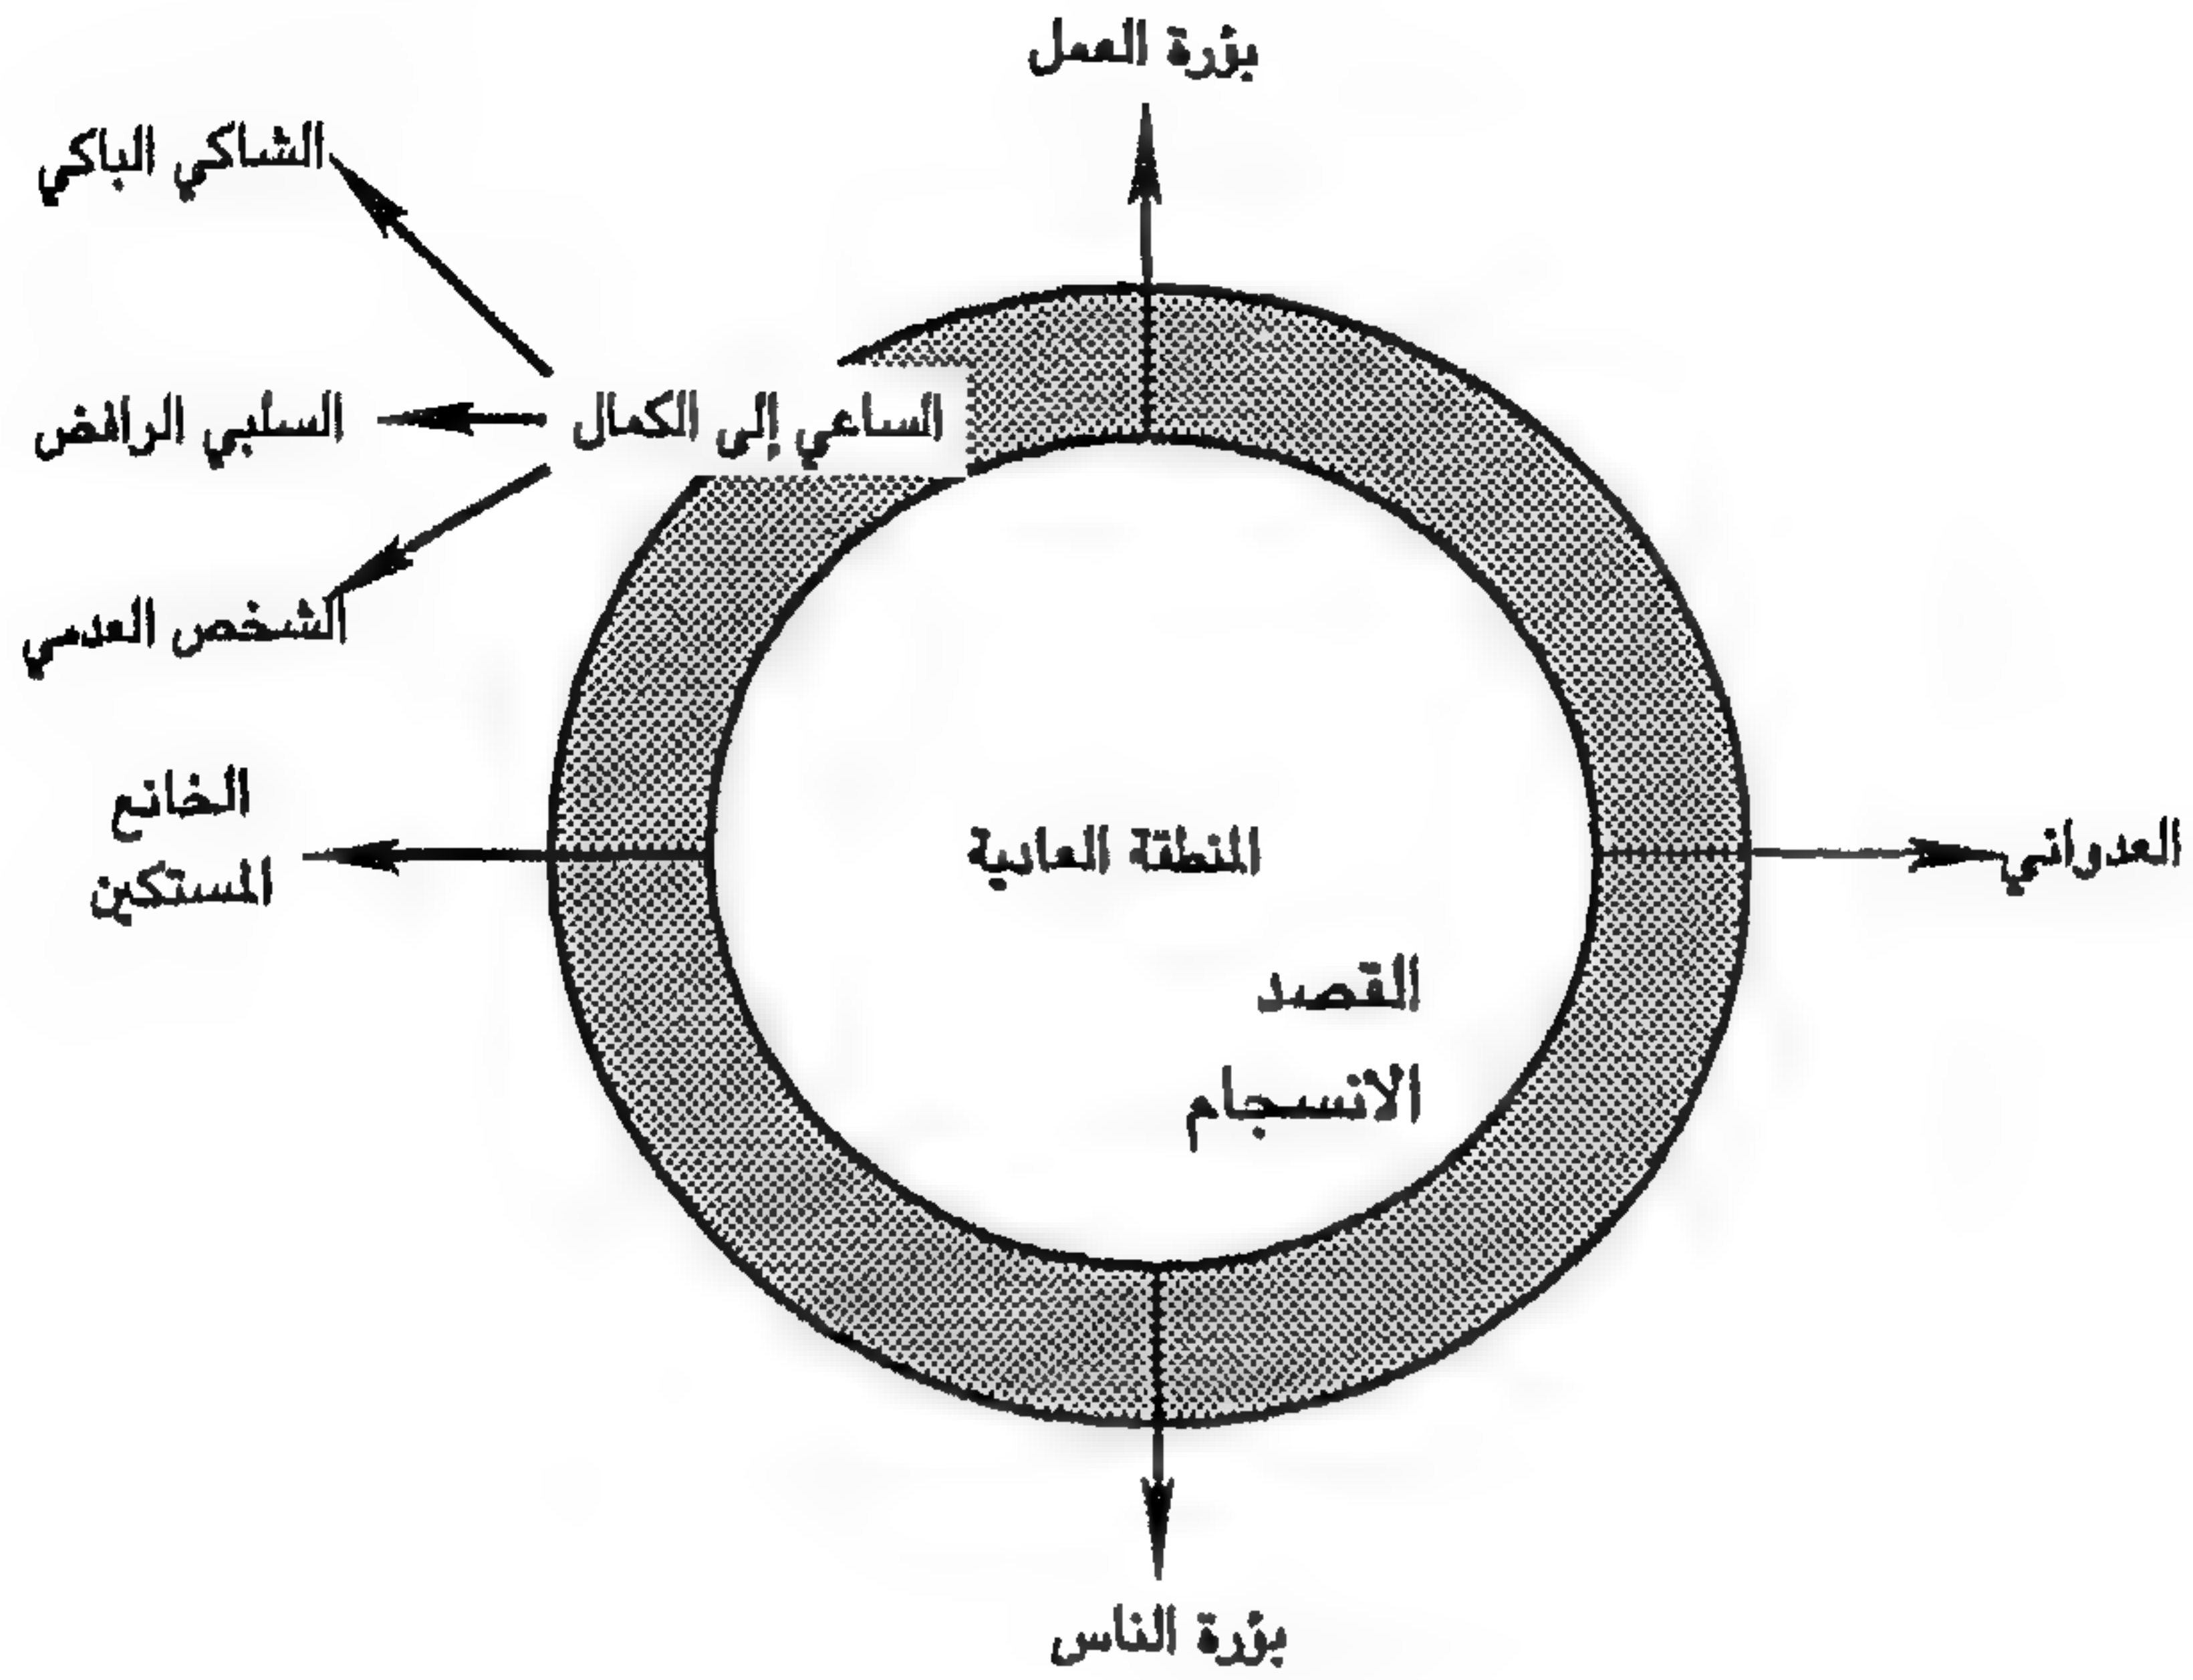 بؤرة العمل
الشاكي الباكي
الساعي إلى الكمال
السلبي الرافض
الشخص العدمي
الخانع
المستكين
المنطقة العادية
العدواني
القصد
الانسجام
بؤرة الناس